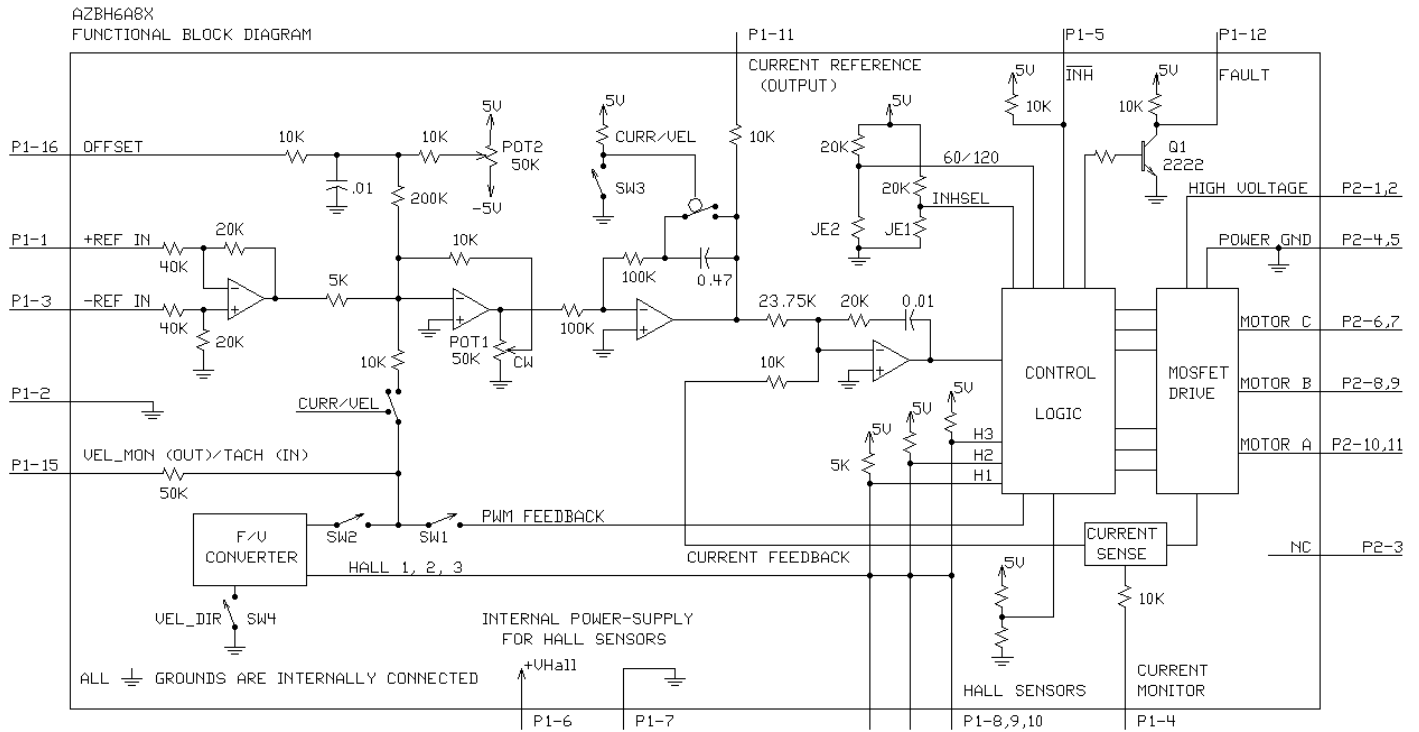 AZBH6A8X
FUNCTIONAL BLOCK DIAGRAM
P1-11
P1-5
P1-12
CURRENT REFERENCE
(OUTPUT)
5V
INH
10K
5V
10K
FAULT
P1-16
OFFSET
10K
.01
10K
5V
POT2
50K
-5V
200K
5V
CURR/VEL
SW3
10K
5V
20K
60/120
20K
INHSEL
JE2
JE1
Q1
2222
HIGH VOLTAGE
P2-1,2
P1-1
+REF IN
40K
20K
10K
100K
0.47
POWER GND
P2-4,5
P1-3
-REF IN
40K
20K
5K
POT1
50K
CW
100K
23.75K
20K
0.01
10K
CONTROL
LOGIC
MOSFET
DRIVE
MOTOR C
P2-6,7
MOTOR B
P2-8,9
MOTOR A
P2-10,11
P1-2
10K
CURR/VEL
5V
5V
5V
5K
H3
H2
H1
P1-15
VEL_MON (OUT)/TACH (IN)
50K
F/V
CONVERTER
SW2
SW1
PWM FEEDBACK
CURRENT FEEDBACK
CURRENT
SENSE
NC
P2-3
HALL 1, 2, 3
VEL_DIR
SW4
5V
10K
INTERNAL POWER-SUPPLY
FOR HALL SENSORS
+VHall
ALL GROUNDS ARE INTERNALLY CONNECTED
HALL SENSORS
CURRENT
MONITOR
P1-6
P1-7
P1-8,9,10
P1-4